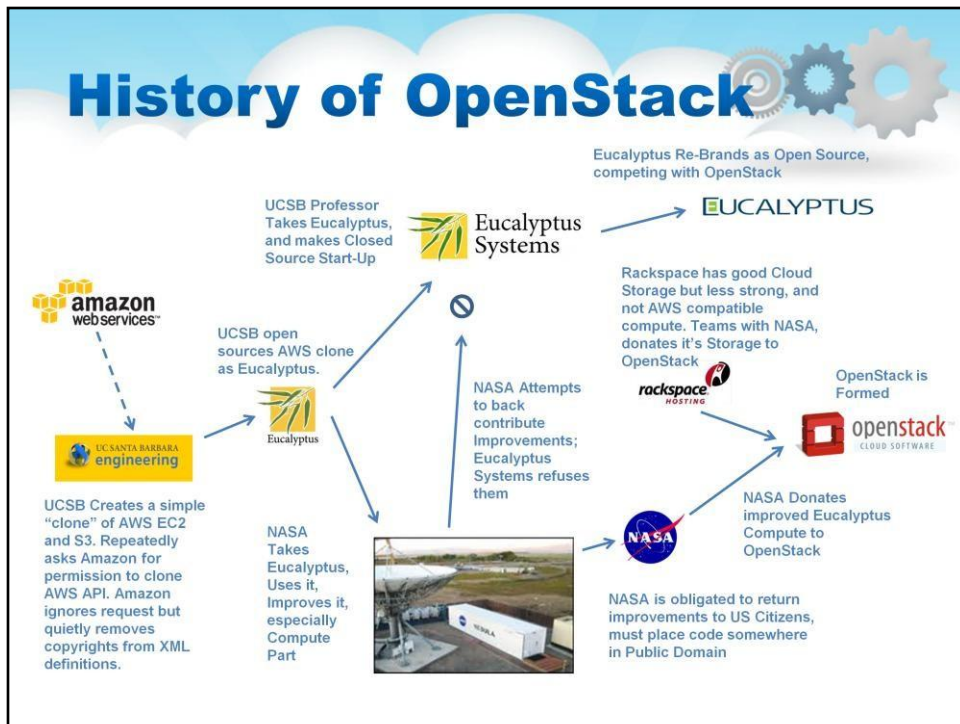 History of OpenStack
Eucalyptus Re-Brands as Open Source,
competing with OpenStack
EUCALYPTUS
UCSB Professor
Takes Eucalyptus,
and makes Closed
Source Start-Up
Eucalyptus
Systems
amazon
webservices™
UCSB open
sources AWS clone
as Eucalyptus.
Eucalyptus
UC SANTA BARBARA
engineering
UCSB Creates a simple
“clone” of AWS EC2
and S3. Repeatedly
asks Amazon for
permission to clone
AWS API. Amazon
ignores request but
quietly removes
copyrights from XML
definitions.
NASA Attempts
to back
contribute
Improvements;
Eucalyptus
Systems refuses
them
NASA
Takes
Eucalyptus,
Uses it,
Improves it,
especially
Compute
Part
NEBULA
Rackspace has good Cloud
Storage but less strong, and
not AWS compatible
compute. Teams with NASA,
donates it's Storage to
OpenStack
rackspace
HOSTING
OpenStack is
Formed
openstack™
CLOUD SOFTWARE
NASA
NASA Donates
improved Eucalyptus
Compute to
OpenStack
NASA is obligated to return
improvements to US Citizens,
must place code somewhere
in Public Domain